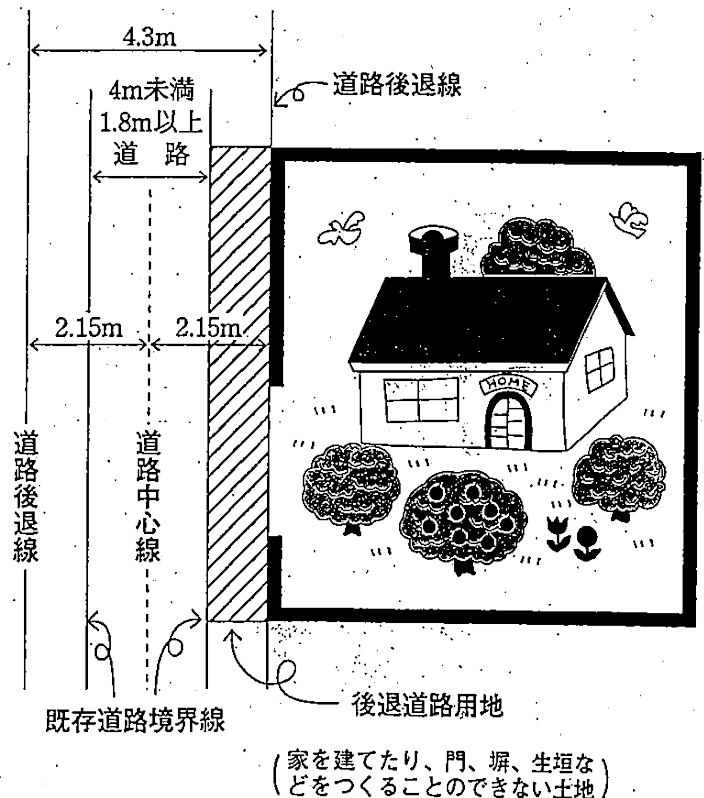 4.3m
道路後退線
4m未満
1.8m以上
道 路
2.15m
2.15m
HOME
道路後退線
道路中心線
既存道路境界線
後退道路用地
(家を建てたり、門、塀、生垣な
どをつくることのできない土地)